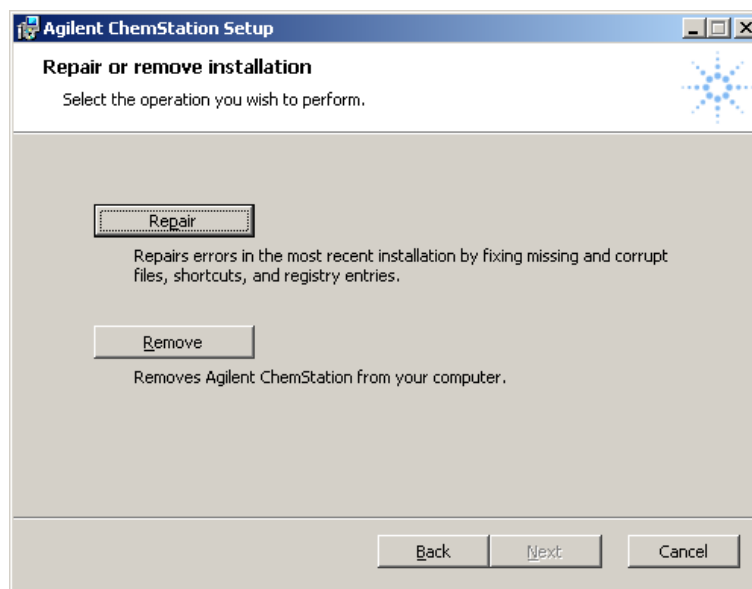 Agilent ChemStation Setup
Repair or remove installation
Select the operation you wish to perform.
Repair
Repairs errors in the most recent installation by fixing missing and corrupt
files, shortcuts, and registry entries.
Remove
Removes Agilent ChemStation from your computer.
Back Next Cancel